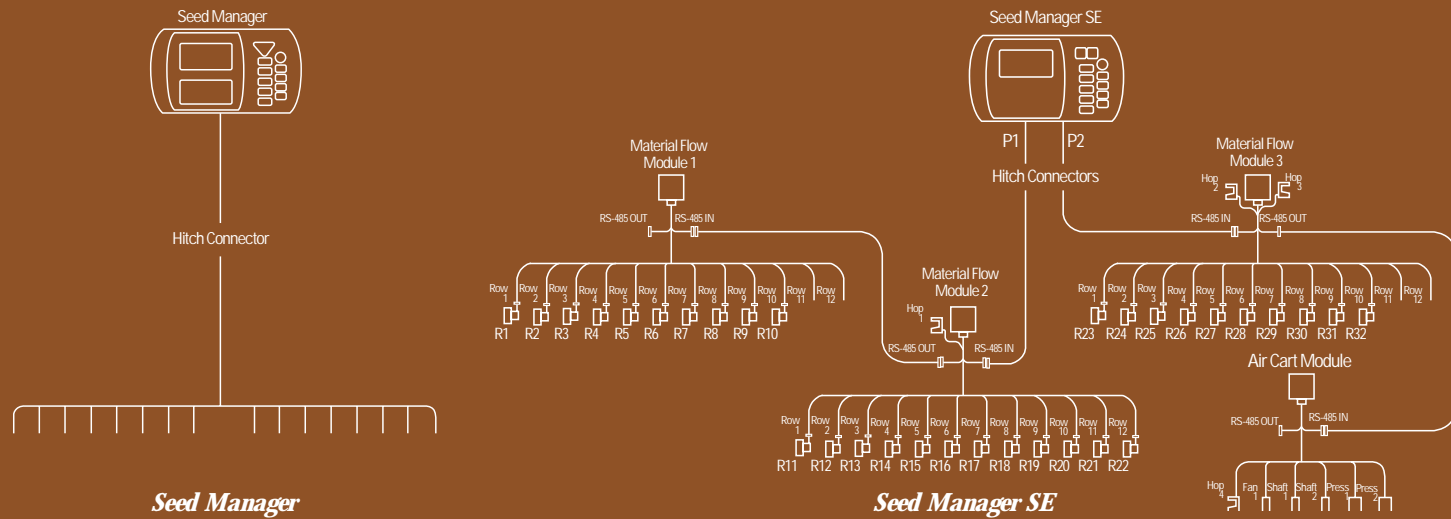 Seed Manager
Hitch Connector
Seed Manager
Seed Manager SE
P1 P2
Hitch Connectors
Material Flow
Module 1
RS-485 OUT RS-485 IN
Row 1 Row 2 Row 3 Row 4 Row 5 Row 6 Row 7 Row 8 Row 9 Row 10 Row 11 Row 12
R1 R2 R3 R4 R5 R6 R7 R8 R9 R10
Material Flow
Module 2
Hop 1
RS-485 OUT RS-485 IN
Row 1 Row 2 Row 3 Row 4 Row 5 Row 6 Row 7 Row 8 Row 9 Row 10 Row 11 Row 12
R11 R12 R13 R14 R15 R16 R17 R18 R19 R20 R21 R22
Material Flow
Module 3
Hop 2 Hop 3
RS-485 IN RS-485 OUT
Row 1 Row 2 Row 3 Row 4 Row 5 Row 6 Row 7 Row 8 Row 9 Row 10 Row 11 Row 12
R23 R24 R25 R26 R27 R28 R29 R30 R31 R32
Air Cart Module
RS-485 OUT RS-485 IN
Hop 4 Fan 1 Shaft 1 Shaft 2 Press 1 Press 2
Seed Manager SE